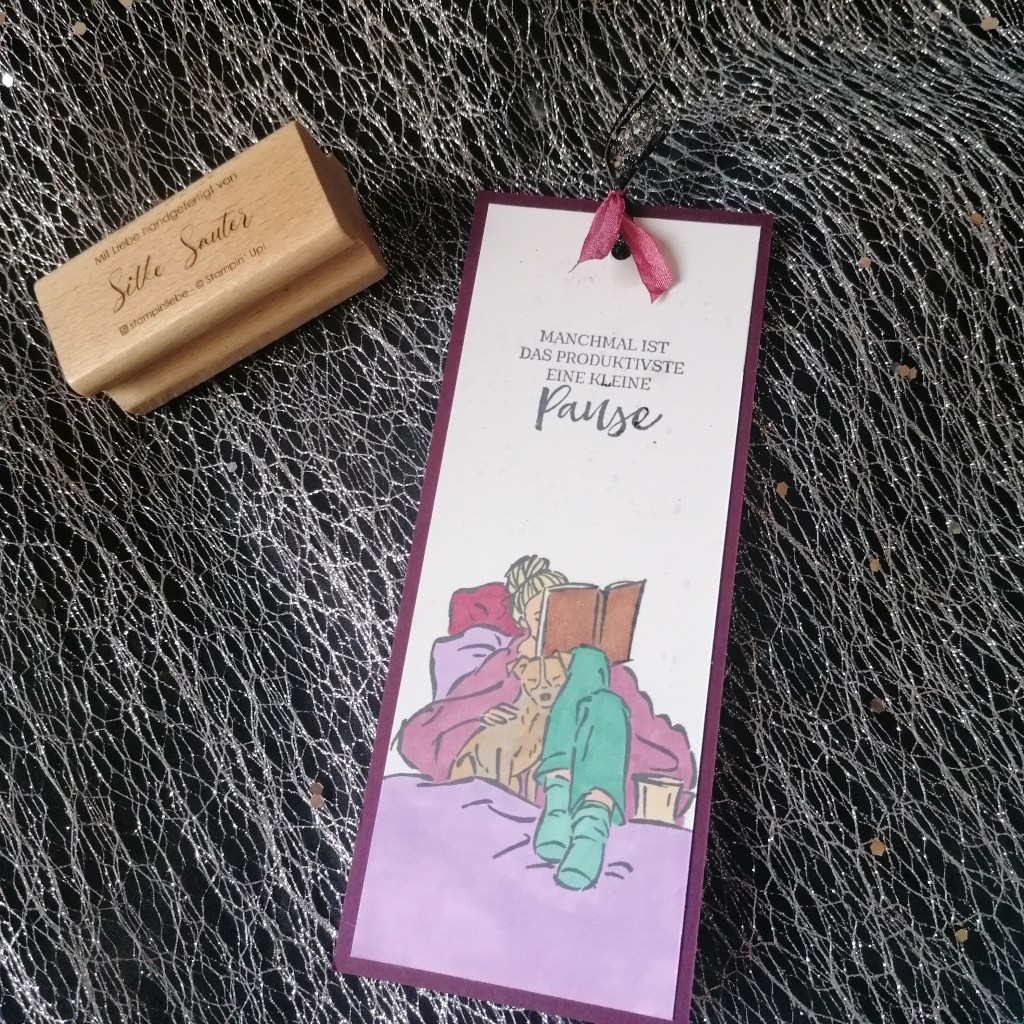 Mit Liebe handgefertigt von
Silke Sauter
stampinliebe . © Stampin' Up!
MANCHMAL IST
DAS PRODUKTIVSTE
EINE KLEINE
Pause